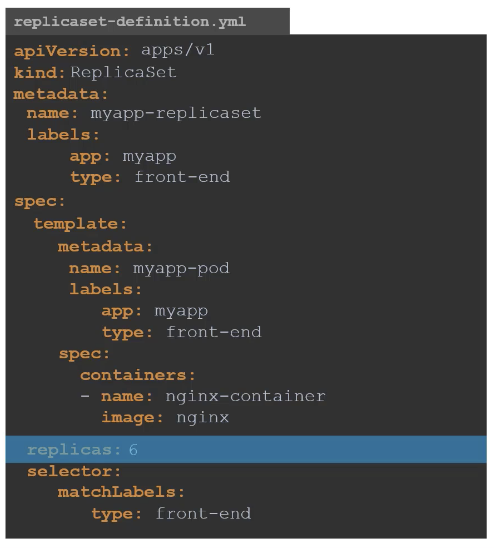 replicaset-definition.yml
apiVersion: apps/v1
kind: ReplicaSet
metadata:
name: myapp-replicaset
labels:
app: myapp
type: front-end
spec:
template:
metadata:
name: myapp-pod
labels:
app: myapp
type: front-end
spec:
containers:
- name: nginx-container
image: nginx
replicas: 6
selector:
matchLabels:
type: front-end